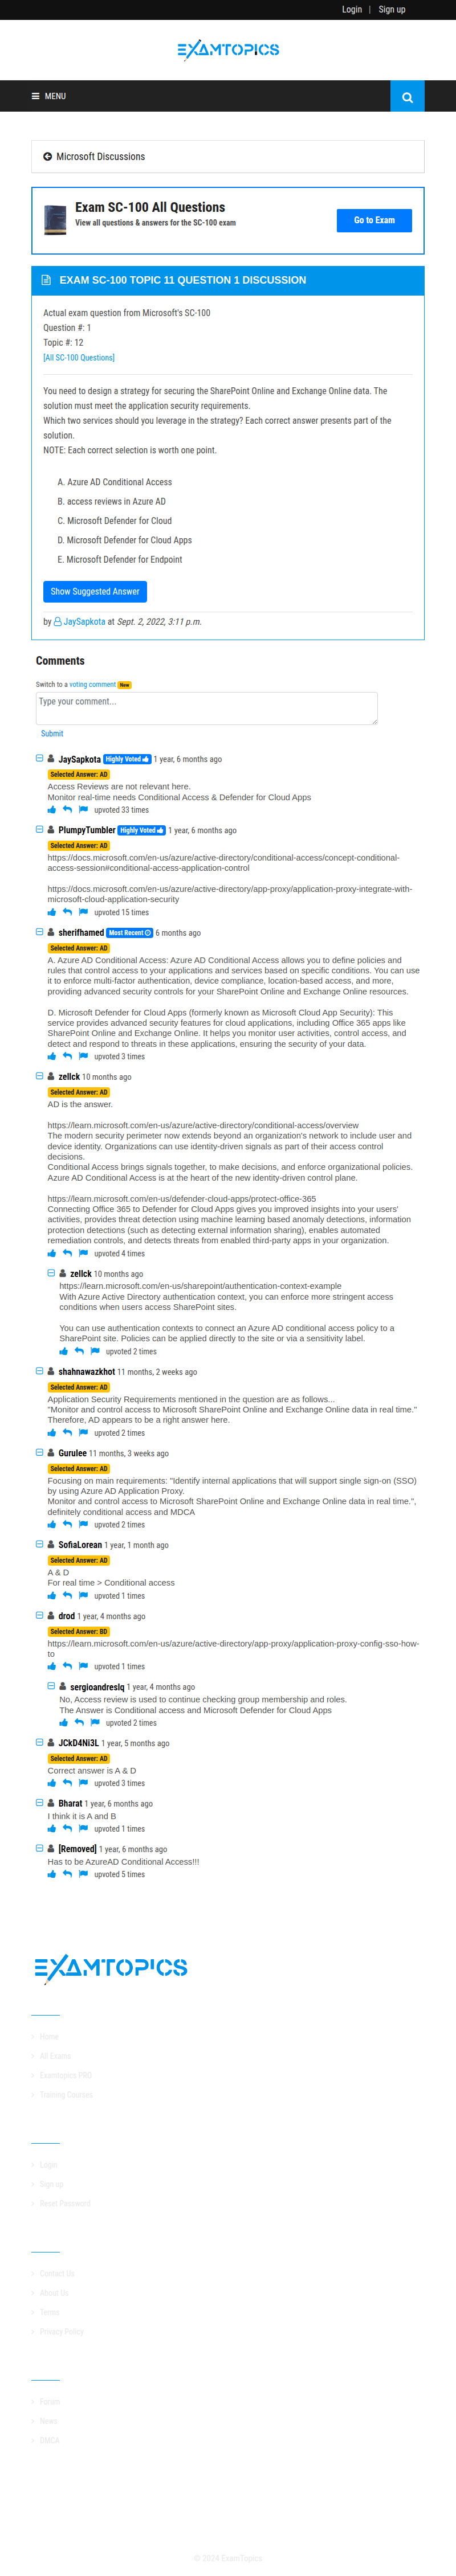 Login | Sign up
EXAMTOPICS
MENU
Microsoft Discussions
Exam SC-100 All Questions
View all questions & answers for the SC-100 exam
Go to Exam
EXAM SC-100 TOPIC 11 QUESTION 1 DISCUSSION
Actual exam question from Microsoft's SC-100
Question #: 1
Topic #: 12
[All SC-100 Questions]
You need to design a strategy for securing the SharePoint Online and Exchange Online data. The
solution must meet the application security requirements.
Which two services should you leverage in the strategy? Each correct answer presents part of the
solution.
NOTE: Each correct selection is worth one point.
A. Azure AD Conditional Access
B. access reviews in Azure AD
C. Microsoft Defender for Cloud
D. Microsoft Defender for Cloud Apps
E. Microsoft Defender for Endpoint
Show Suggested Answer
by JaySapkota at Sept. 2, 2022, 3:11 p.m.
Comments
Switch to a voting comment New
Type your comment...
Submit
JaySapkota Highly Voted 1 year, 6 months ago
Selected Answer: AD
Access Reviews are not relevant here.
Monitor real-time needs Conditional Access & Defender for Cloud Apps
upvoted 33 times
PlumpyTumbler Highly Voted 1 year, 6 months ago
Selected Answer: AD
https://docs.microsoft.com/en-us/azure/active-directory/conditional-access/concept-conditional-
access-session#conditional-access-application-control
https://docs.microsoft.com/en-us/azure/active-directory/app-proxy/application-proxy-integrate-with-
microsoft-cloud-application-security
upvoted 15 times
sherifhamed Most Recent 6 months ago
Selected Answer: AD
A. Azure AD Conditional Access: Azure AD Conditional Access allows you to define policies and
rules that control access to your applications and services based on specific conditions. You can use
it to enforce multi-factor authentication, device compliance, location-based access, and more,
providing advanced security controls for your SharePoint Online and Exchange Online resources.
D. Microsoft Defender for Cloud Apps (formerly known as Microsoft Cloud App Security): This
service provides advanced security features for cloud applications, including Office 365 apps like
SharePoint Online and Exchange Online. It helps you monitor user activities, control access, and
detect and respond to threats in these applications, ensuring the security of your data.
upvoted 3 times
zellck 10 months ago
Selected Answer: AD
AD is the answer.
https://learn.microsoft.com/en-us/azure/active-directory/conditional-access/overview
The modern security perimeter now extends beyond an organization's network to include user and
device identity. Organizations can use identity-driven signals as part of their access control
decisions.
Conditional Access brings signals together, to make decisions, and enforce organizational policies.
Azure AD Conditional Access is at the heart of the new identity-driven control plane.
https://learn.microsoft.com/en-us/defender-cloud-apps/protect-office-365
Connecting Office 365 to Defender for Cloud Apps gives you improved insights into your users'
activities, provides threat detection using machine learning based anomaly detections, information
protection detections (such as detecting external information sharing), enables automated
remediation controls, and detects threats from enabled third-party apps in your organization.
upvoted 4 times
zellck 10 months ago
https://learn.microsoft.com/en-us/sharepoint/authentication-context-example
With Azure Active Directory authentication context, you can enforce more stringent access
conditions when users access SharePoint sites.
You can use authentication contexts to connect an Azure AD conditional access policy to a
SharePoint site. Policies can be applied directly to the site or via a sensitivity label.
upvoted 2 times
shahnawazkhot 11 months, 2 weeks ago
Selected Answer: AD
Application Security Requirements mentioned in the question are as follows...
"Monitor and control access to Microsoft SharePoint Online and Exchange Online data in real time."
Therefore, AD appears to be a right answer here.
upvoted 2 times
Gurulee 11 months, 3 weeks ago
Selected Answer: AD
Focusing on main requirements: "Identify internal applications that will support single sign-on (SSO)
by using Azure AD Application Proxy.
Monitor and control access to Microsoft SharePoint Online and Exchange Online data in real time.",
definitely conditional access and MDCA
upvoted 2 times
SofiaLorean 1 year, 1 month ago
Selected Answer: AD
A & D
For real time > Conditional access
upvoted 1 times
drod 1 year, 4 months ago
Selected Answer: BD
https://learn.microsoft.com/en-us/azure/active-directory/app-proxy/application-proxy-config-sso-how-
to
upvoted 1 times
sergioandreslq 1 year, 4 months ago
No, Access review is used to continue checking group membership and roles.
The Answer is Conditional access and Microsoft Defender for Cloud Apps
upvoted 2 times
JCkD4Ni3L 1 year, 5 months ago
Selected Answer: AD
Correct answer is A & D
upvoted 3 times
Bharat 1 year, 6 months ago
I think it is A and B
upvoted 1 times
[Removed] 1 year, 6 months ago
Has to be AzureAD Conditional Access!!!
upvoted 5 times
EXAMTOPICS
Home
All Exams
Examtopics PRO
Training Courses
Login
Sign up
Reset Password
Contact Us
About Us
Terms
Privacy Policy
Forum
News
DMCA
© 2024 ExamTopics